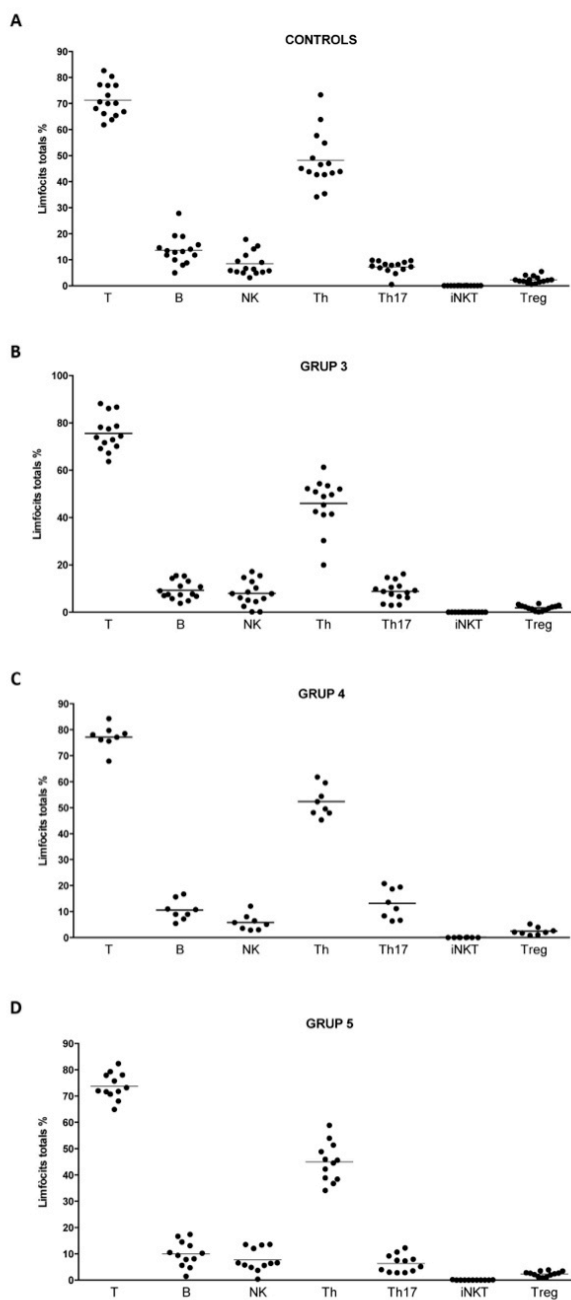 A
CONTROLS
Limfòcits totals %
90
80
70
60
50
40
30
20
10
0
T B NK Th Th17 iNKT Treg
B
GRUP 3
Limfòcits totals %
100
80
60
40
20
0
T B NK Th Th17 iNKT Treg
C
GRUP 4
Limfòcits totals %
90
80
70
60
50
40
30
20
10
0
T B NK Th Th17 iNKT Treg
D
GRUP 5
Limfòcits totals %
90
80
70
60
50
40
30
20
10
0
T B NK Th Th17 iNKT Treg